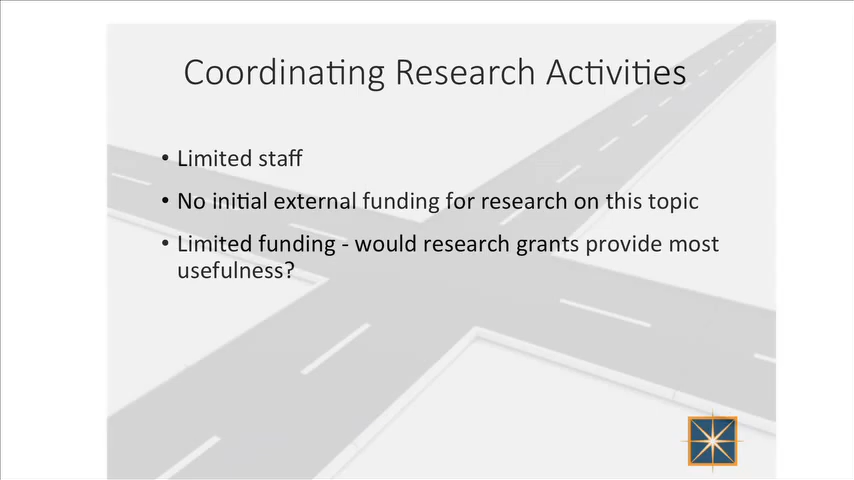 Coordinating Research Activities
• Limited staff
• No initial external funding for research on this topic
• Limited funding - would research grants provide most
usefulness?